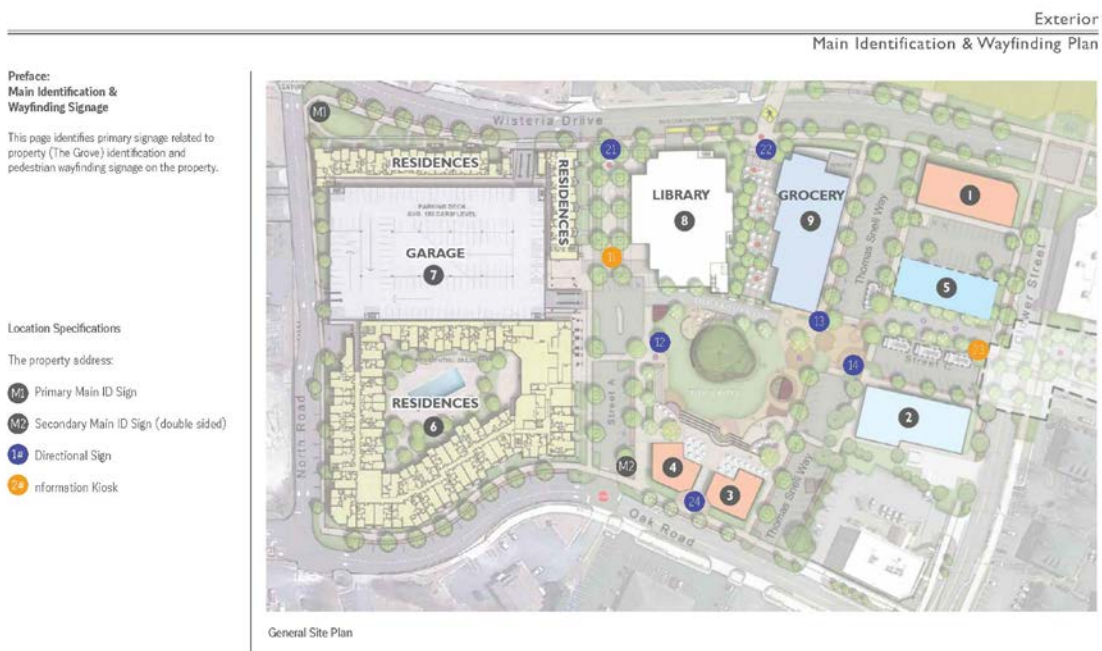 Exterior
Main Identification & Wayfinding Plan
Preface:
Main Identification &
Wayfinding Signage
This page identifies primary signage related to
property (The Grove) identification and
pedestrian wayfinding signage on the property.
Location Specifications
The property address:
M1 Primary Main ID Sign
M2 Secondary Main ID Sign (double sided)
1# Directional Sign
2# nformation Kiosk
M1
Wisteria Drive
21
22
RESIDENCES
RESIDENCES
LIBRARY
8
GROCERY
9
1
PARKING DECK
GARAGE
7
11
Thomas Snell Way
5
13
12
14
Street
2
North Road
RESIDENCES
6
Street A
M2
4
3
24
Thomas Snell Way
Oak Road
General Site Plan